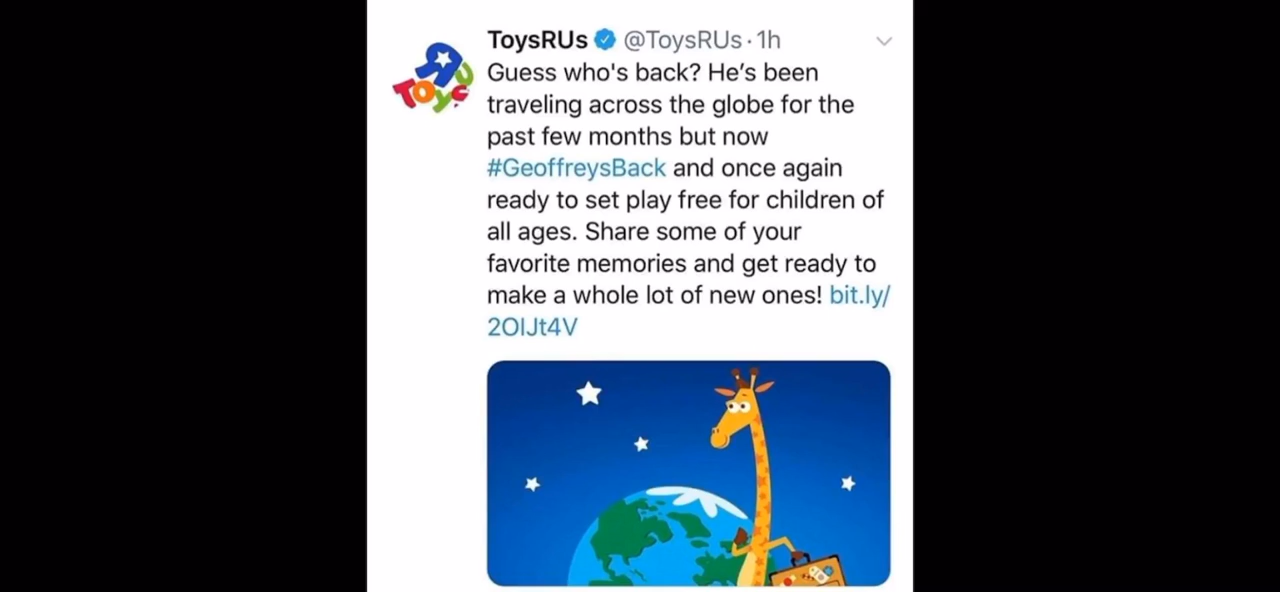 ToysRUs @ToysRUs · 1h
Guess who's back? He’s been
traveling across the globe for the
past few months but now
#GeoffreysBack and once again
ready to set play free for children of
all ages. Share some of your
favorite memories and get ready to
make a whole lot of new ones! bit.ly/
2OIJt4V